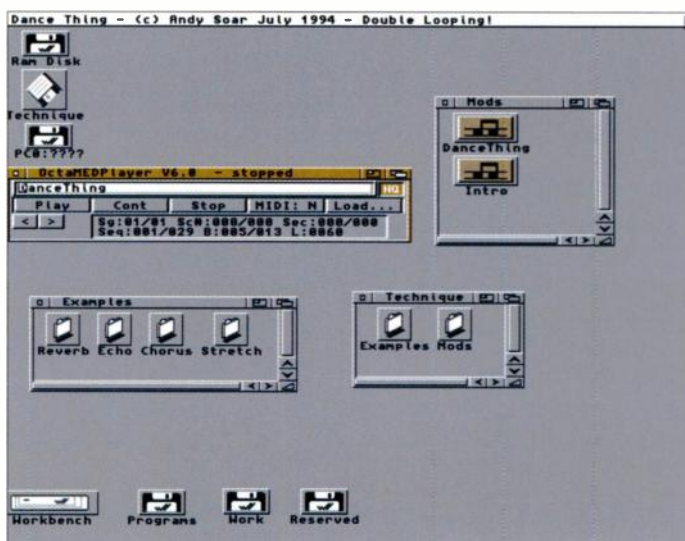 Dance Thing - (c) Andy Soar July 1994 - Double Looping!
Ram Disk
Technique
PC0:????
Mods
DanceThing
Intro
OctaMEDPlayer V6.0 - stopped
DanceThing
HQ
Play Cont Stop MIDI: N Load...
< > Sg:01/01 Sc#:000/000 Sec:000/000
Seq:001/029 B:005/013 L:0060
Examples
Reverb Echo Chorus Stretch
Technique
Examples Mods
Workbench Programs Work Reserved